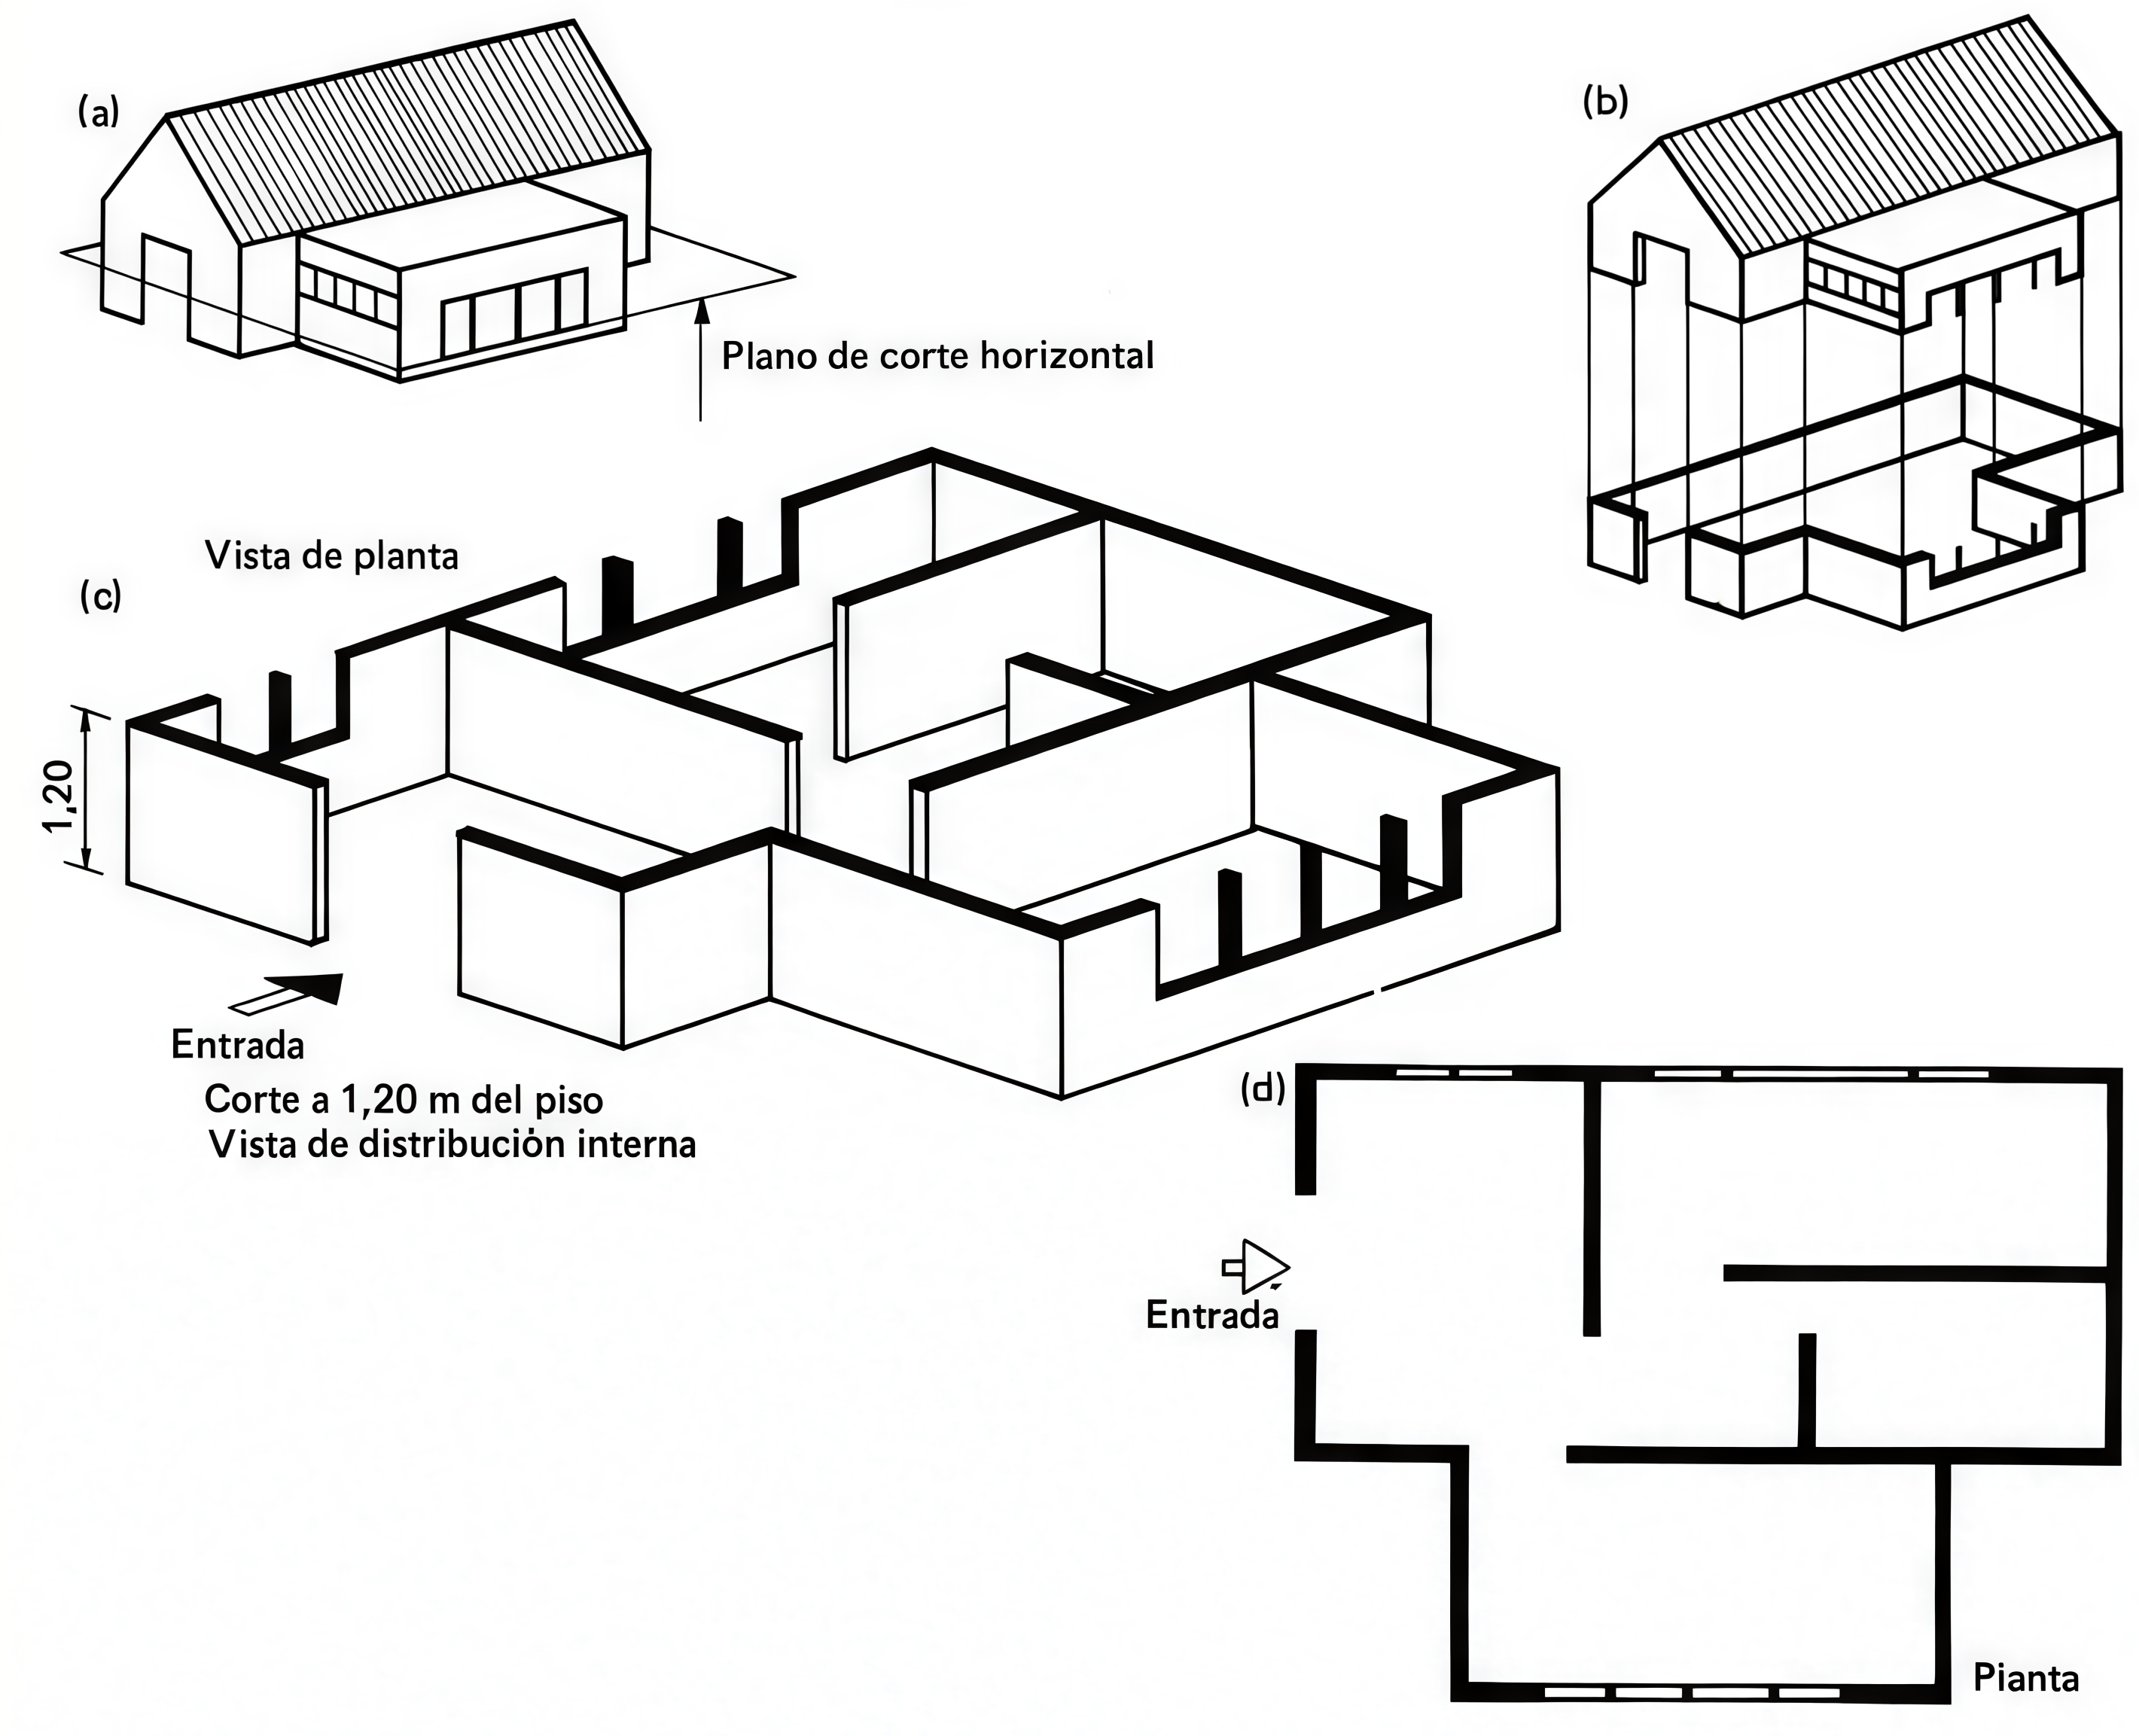 (a)
(b)
Plano de corte horizontal
Vista de planta
(c)
1,20
Entrada
Corte a 1,20 m del piso
Vista de distribución interna
(d)
Entrada
Pianta